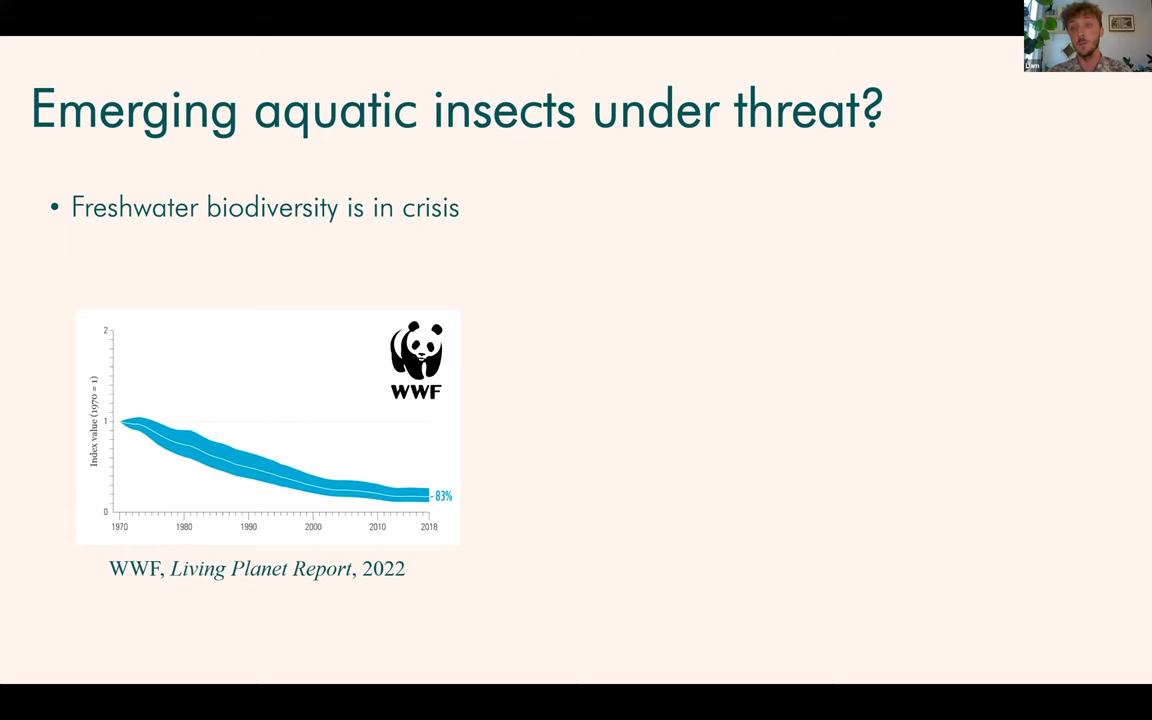 Emerging aquatic insects under threat?
• Freshwater biodiversity is in crisis
2
1
0
Index value (1970 = 1)
WWF
- 83%
1970 1980 1990 2000 2010 2018
WWF, Living Planet Report, 2022